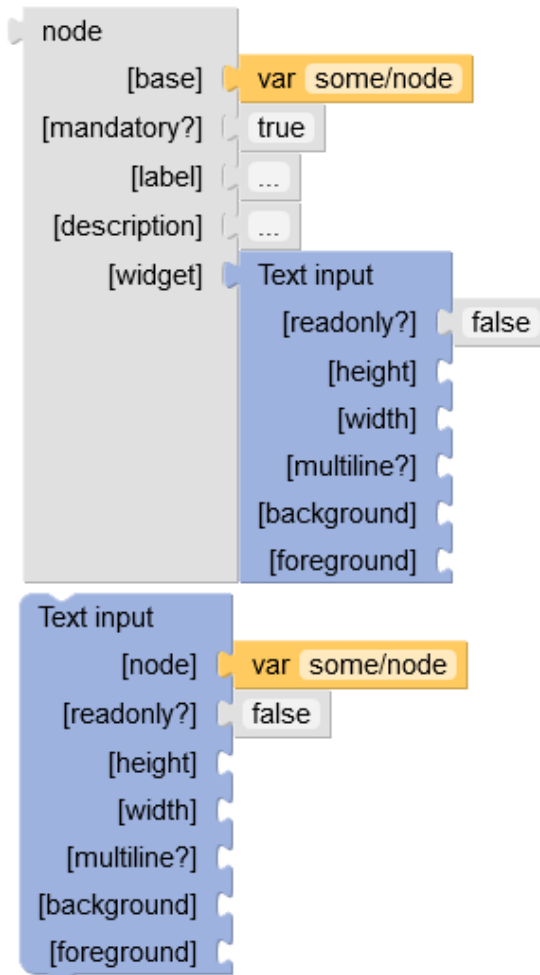 node
[base] var some/node
[mandatory?] true
[label] ...
[description] ...
[widget] Text input
[readonly?] false
[height]
[width]
[multiline?]
[background]
[foreground]
Text input
[node] var some/node
[readonly?] false
[height]
[width]
[multiline?]
[background]
[foreground]